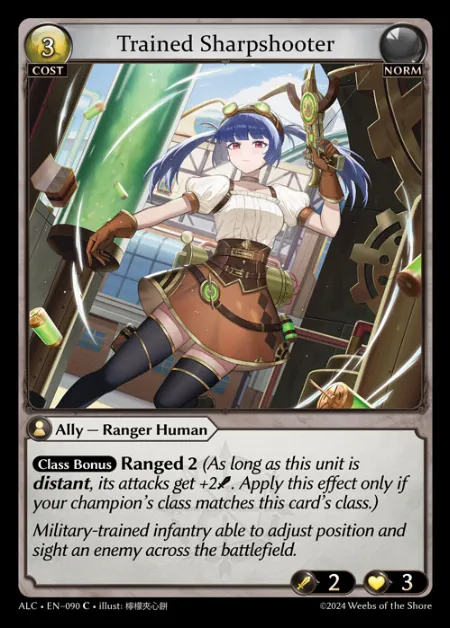 3
Trained Sharpshooter
COST
NORM
Ally — Ranger Human
Class Bonus Ranged 2 (As long as this unit is
distant, its attacks get +2. Apply this effect only if
your champion's class matches this card's class.)
Military-trained infantry able to adjust position and
sight an enemy across the battlefield.
2
3
ALC • EN-090 C • illust: 檸檬夾心餅
©2024 Weebs of the Shore